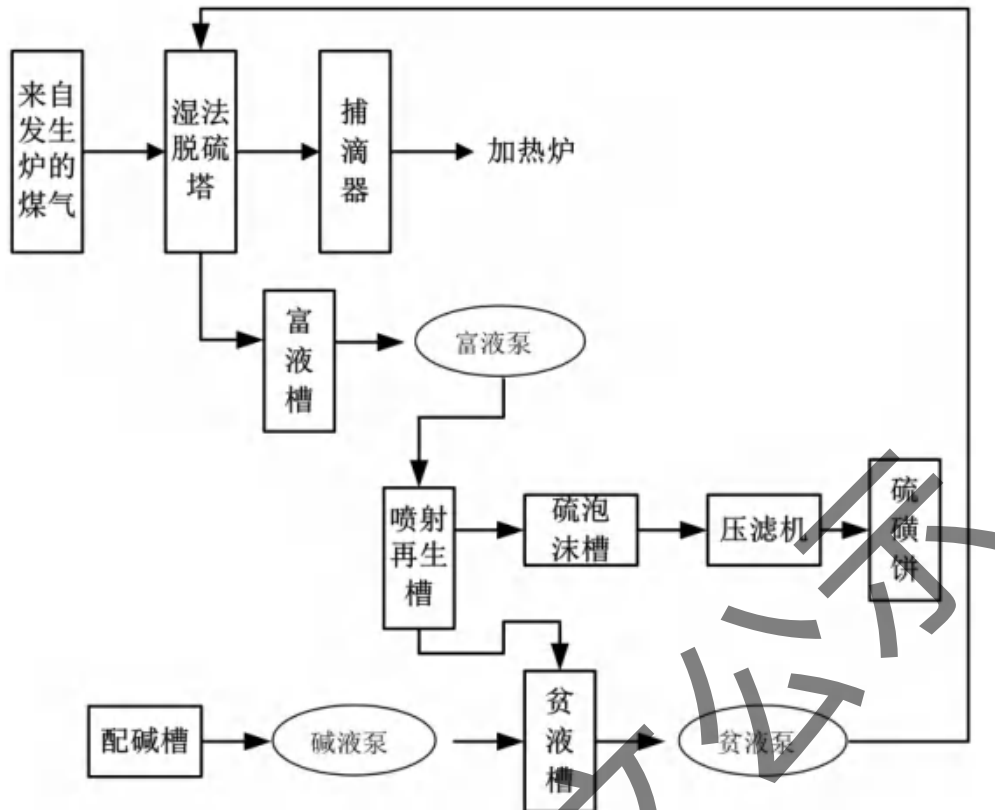 来自
发生
炉的
煤气
湿法
脱硫
塔
捕
滴
器
加热炉
富
液
槽
富液泵
喷射
再生
槽
硫泡
沫槽
压滤机
硫
磺
饼
配碱槽
碱液泵
贫
液
槽
贫液泵
公示